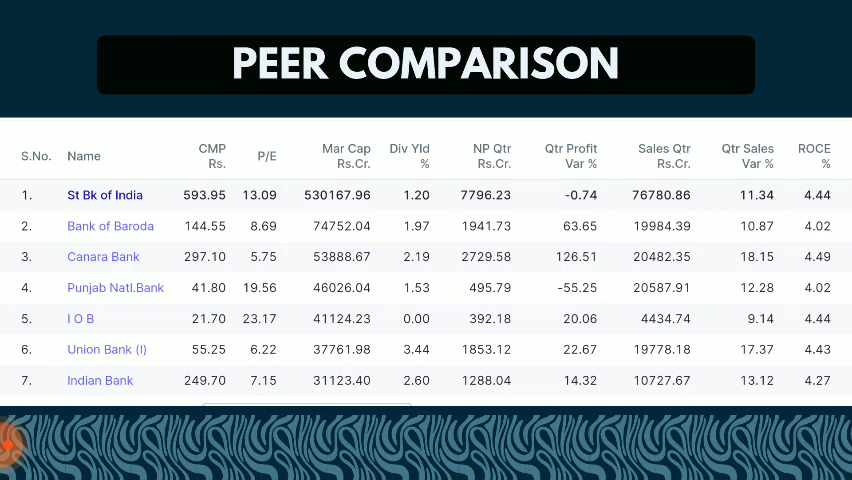 PEER COMPARISON
S.No. Name CMP Rs. P/E Mar Cap Rs.Cr. Div Yld % NP Qtr Rs.Cr. Qtr Profit Var % Sales Qtr Rs.Cr. Qtr Sales Var % ROCE %
1. St Bk of India 593.95 13.09 530167.96 1.20 7796.23 -0.74 76780.86 11.34 4.44
2. Bank of Baroda 144.55 8.69 74752.04 1.97 1941.73 63.65 19984.39 10.87 4.02
3. Canara Bank 297.10 5.75 53888.67 2.19 2729.58 126.51 20482.35 18.15 4.49
4. Punjab Natl.Bank 41.80 19.56 46026.04 1.53 495.79 -55.25 20587.91 12.28 4.02
5. I O B 21.70 23.17 41124.23 0.00 392.18 20.06 4434.74 9.14 4.44
6. Union Bank (I) 55.25 6.22 37761.98 3.44 1853.12 22.67 19778.18 17.37 4.43
7. Indian Bank 249.70 7.15 31123.40 2.60 1288.04 14.32 10727.67 13.12 4.27